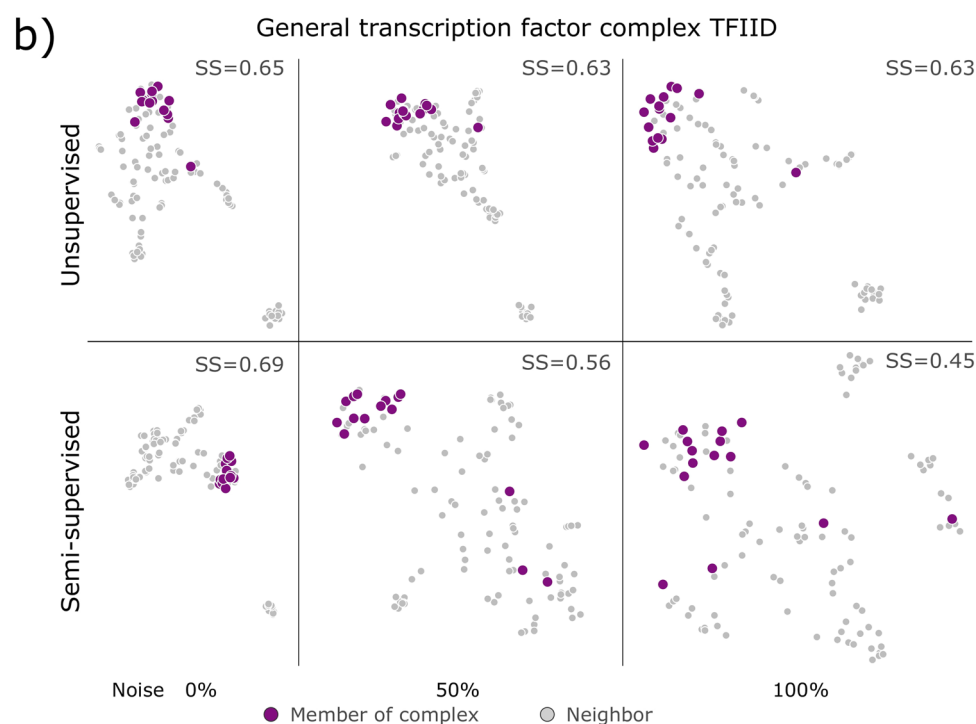 b)
General transcription factor complex TFIID
SS=0.65
SS=0.63
SS=0.63
Unsupervised
SS=0.69
SS=0.56
SS=0.45
Semi-supervised
Noise 0% 50% 100%
Member of complex Neighbor